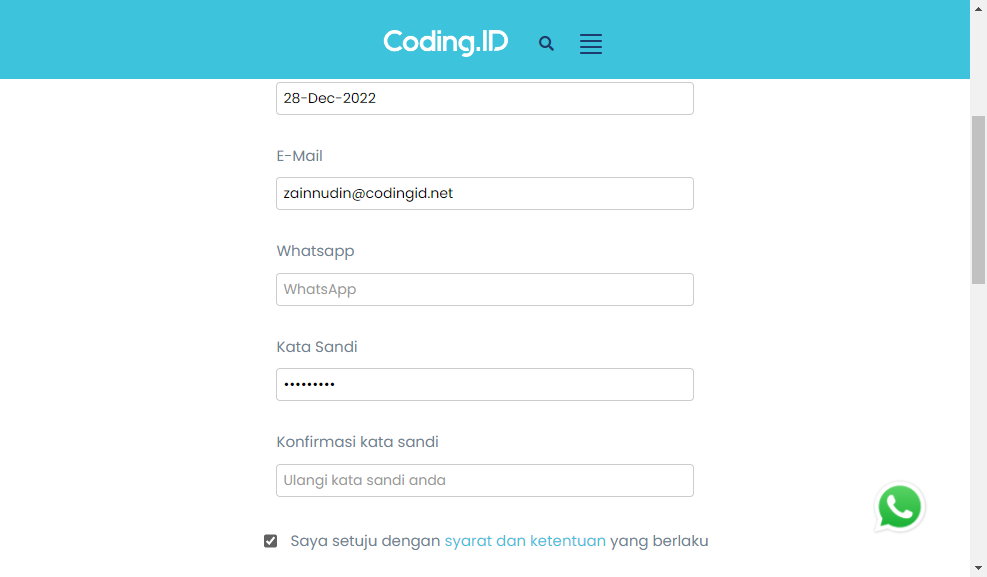 Coding.ID
28-Dec-2022
E-Mail
zainnudin@codingid.net
Whatsapp
WhatsApp
Kata Sandi
•••••••••
Konfirmasi kata sandi
Ulangi kata sandi anda
Saya setuju dengan syarat dan ketentuan yang berlaku